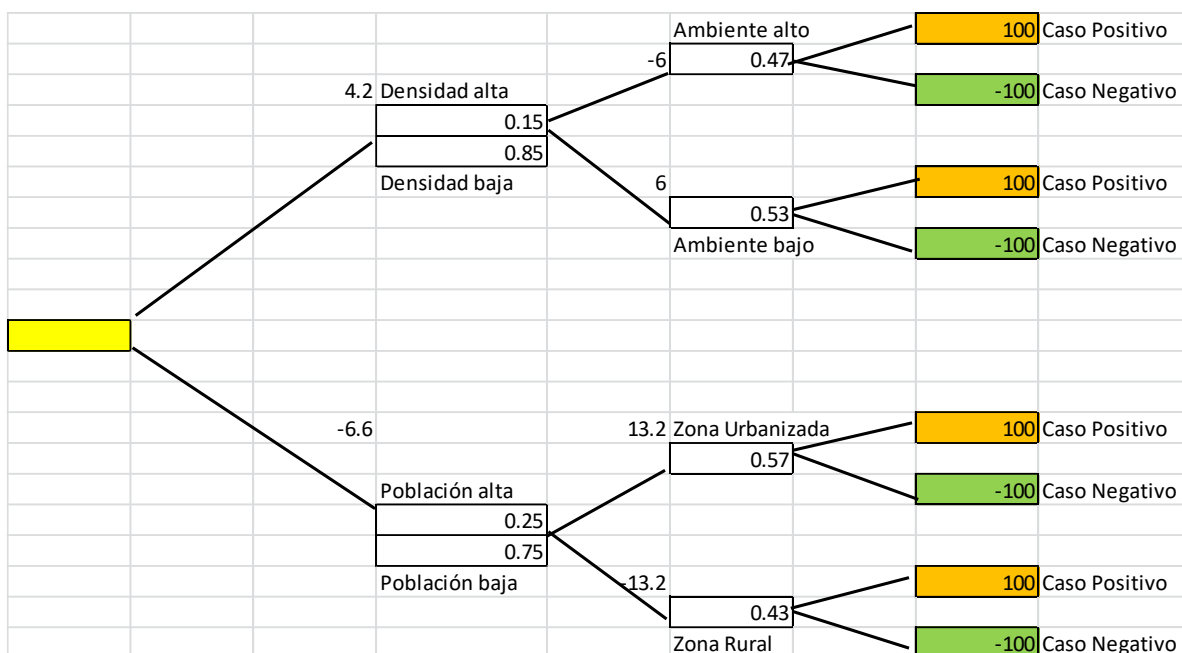 Ambiente alto 100 Caso Positivo
-6 0.47
4.2 Densidad alta -100 Caso Negativo
0.15
0.85
Densidad baja 6 100 Caso Positivo
0.53
Ambiente bajo -100 Caso Negativo
-6.6 13.2 Zona Urbanizada 100 Caso Positivo
0.57
Población alta -100 Caso Negativo
0.25
0.75
Población baja -13.2 100 Caso Positivo
0.43
Zona Rural -100 Caso Negativo